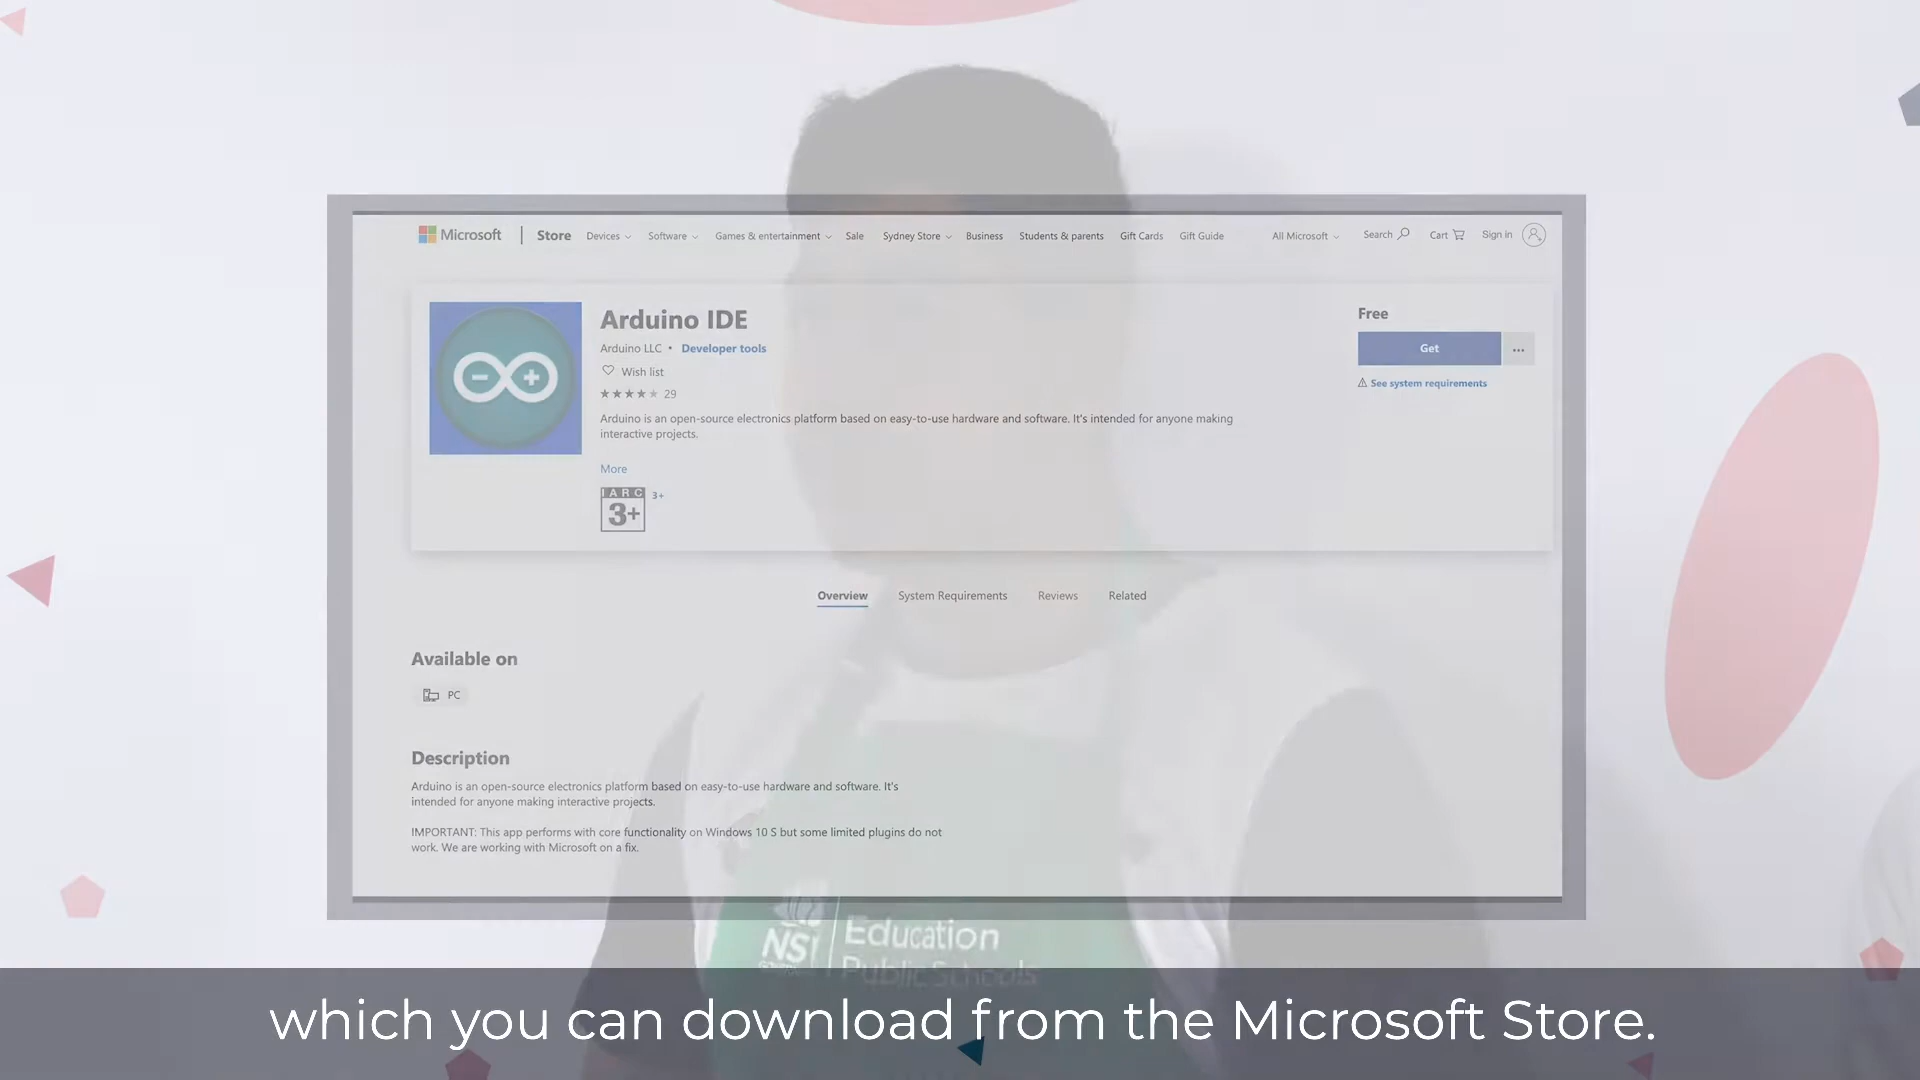 Microsoft | Store Devices Software Games & entertainment Sale Sydney Store Business Students & parents Gift Cards Gift Guide All Microsoft Search Cart Sign in
Arduino IDE
Arduino LLC • Developer tools
Wish list
29
Arduino is an open-source electronics platform based on easy-to-use hardware and software. It's intended for anyone making
interactive projects.
More
IARC
3+
3+
Free
Get
See system requirements
Overview System Requirements Reviews Related
Available on
PC
Description
Arduino is an open-source electronics platform based on easy-to-use hardware and software. It's
intended for anyone making interactive projects.
IMPORTANT: This app performs with core functionality on Windows 10 S but some limited plugins do not
work. We are working with Microsoft on a fix.
Education
Public Schools
which you can download from the Microsoft Store.